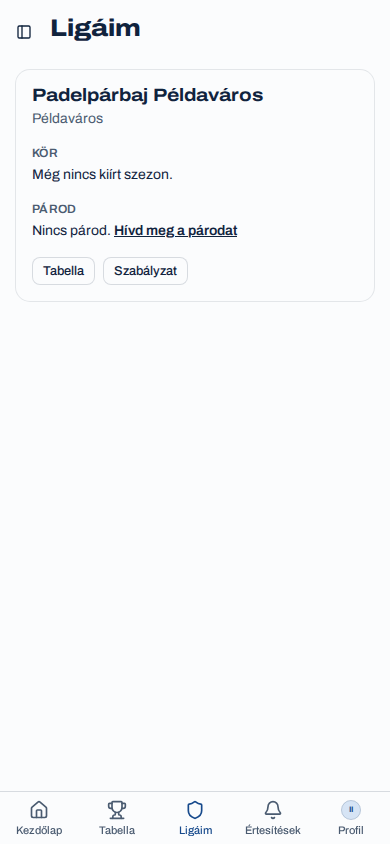 Ligáim
Padelpárbaj Példaváros
Példaváros
KÖR
Még nincs kiírt szezon.
PÁROD
Nincs párod. Hívd meg a párodat
Tabella
Szabályzat
Kezdőlap
Tabella
Ligáim
Értesítések
Profil